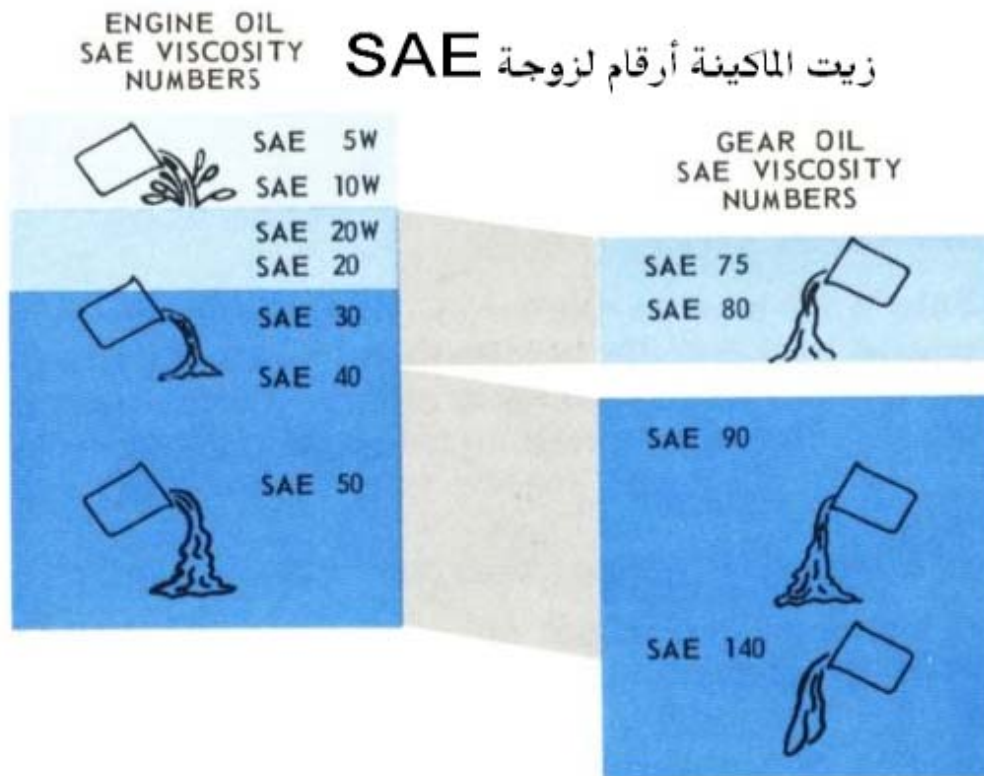 ENGINE OIL
SAE VISCOSITY
NUMBERS
زيت الماكينة أرقام لزوجة SAE
SAE 5W
SAE 10W
SAE 20W
SAE 20
SAE 30
SAE 40
SAE 50
GEAR OIL
SAE VISCOSITY
NUMBERS
SAE 75
SAE 80
SAE 90
SAE 140